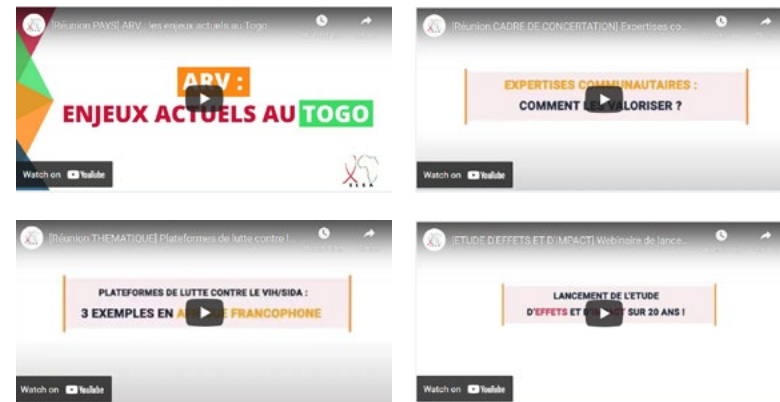 [Réunion PAYS] ARV : les enjeux actuels au Togo
ARV :
ENJEUX ACTUELS AU TOGO
Watch on YouTube
[Réunion CADRE DE CONCERTATION] Expertises co...
EXPERTISES COMMUNAUTAIRES :
COMMENT LES VALORISER ?
Watch on YouTube
[Réunion THEMATIQUE] Plateformes de lutte contre l...
PLATEFORMES DE LUTTE CONTRE LE VIH/SIDA :
3 EXEMPLES EN AFRIQUE FRANCOPHONE
Watch on YouTube
[ETUDE D'EFFETS ET D'IMPACT] Webinaire de lance...
LANCEMENT DE L'ETUDE
D'EFFETS ET D'IMPACT SUR 20 ANS !
Watch on YouTube